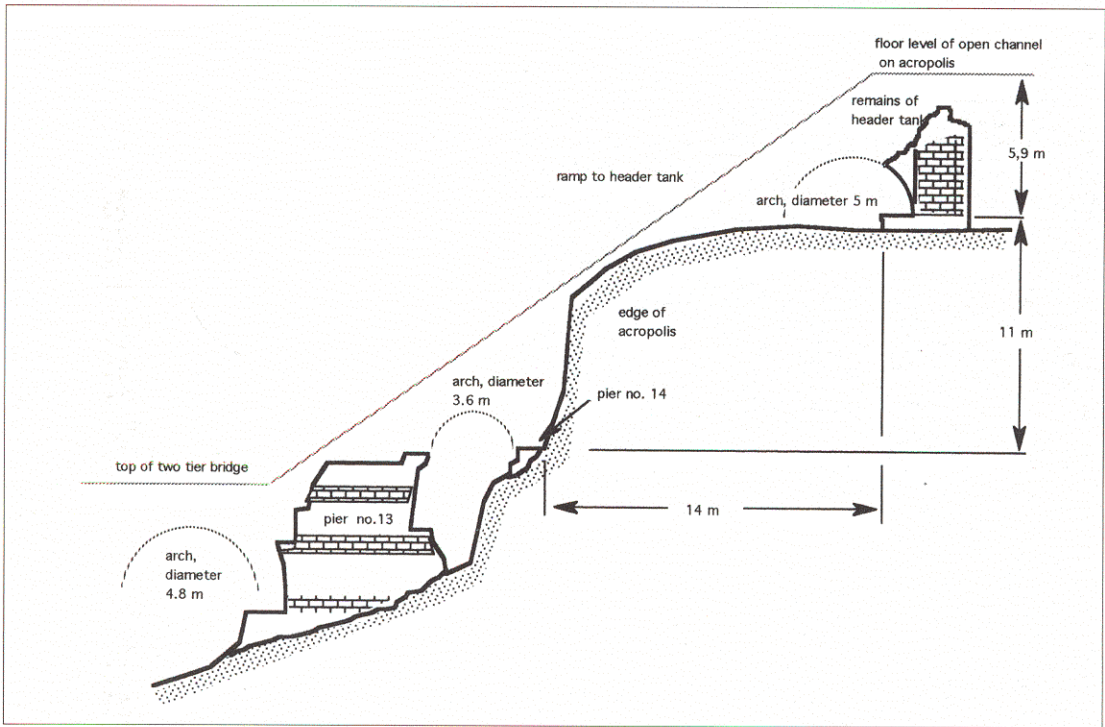 floor level of open channel
on acropolis
remains of
header tank
5,9 m
ramp to header tank
arch, diameter 5 m
edge of
acropolis
11 m
arch, diameter
3.6 m
pier no. 14
top of two tier bridge
14 m
pier no.13
arch,
diameter
4.8 m